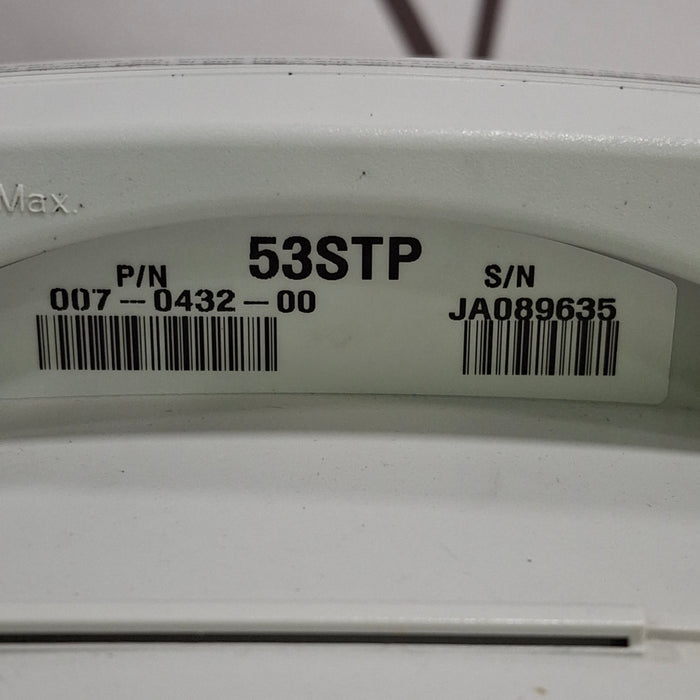 Max.
53STP
P/N
007-0432-00
S/N
JA089635